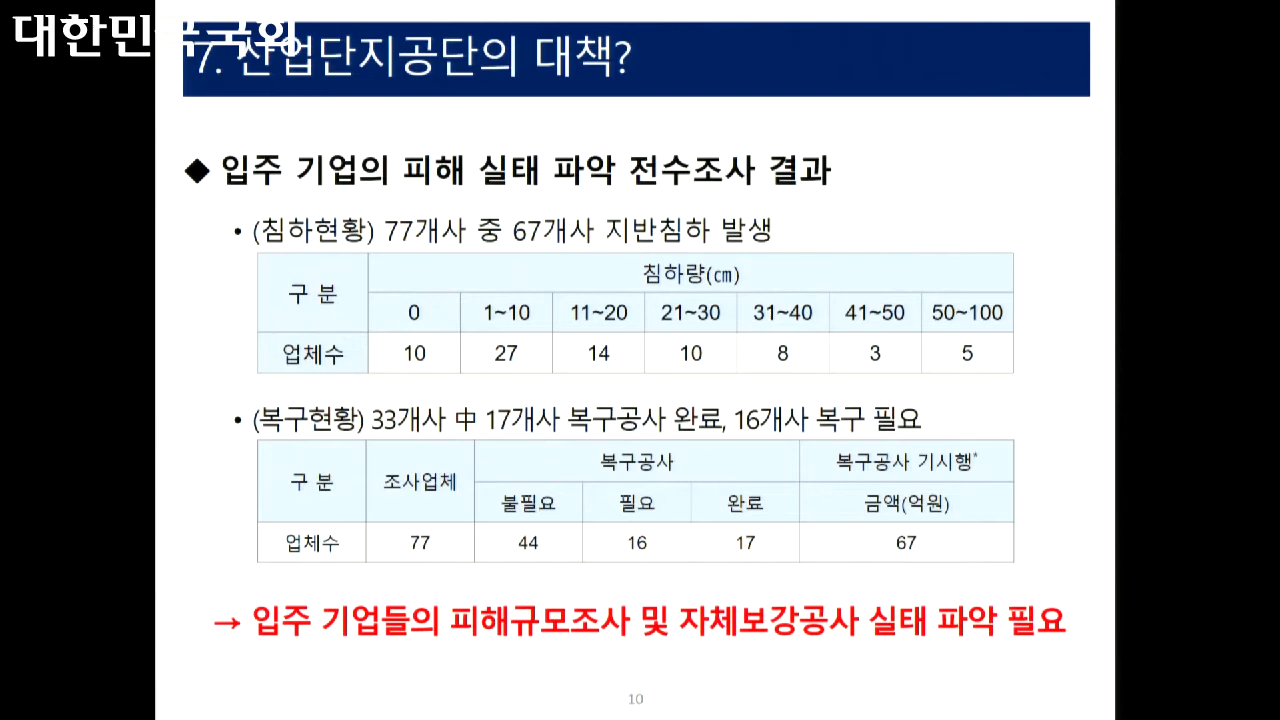 대한민국국회
7. 산업단지공단의 대책?
◆ 입주 기업의 피해 실태 파악 전수조사 결과
• (침하현황) 77개사 중 67개사 지반침하 발생
구 분 침하량(㎝)
0 1~10 11~20 21~30 31~40 41~50 50~100
업체수 10 27 14 10 8 3 5
• (복구현황) 33개사 中 17개사 복구공사 완료, 16개사 복구 필요
구 분 조사업체 복구공사 복구공사 기시행*
불필요 필요 완료 금액(억원)
업체수 77 44 16 17 67
→ 입주 기업들의 피해규모조사 및 자체보강공사 실태 파악 필요
10